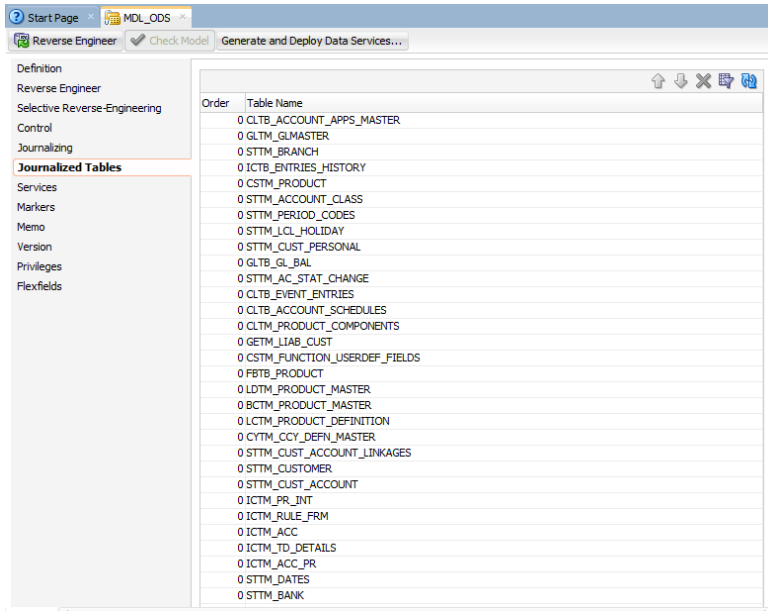 Start Page MDL_ODS
Reverse Engineer Check Model Generate and Deploy Data Services...
Definition
Reverse Engineer
Selective Reverse-Engineering
Control
Journalizing
Journalized Tables
Services
Markers
Memo
Version
Privileges
Flexfields
Order Table Name
0 CLTB_ACCOUNT_APPS_MASTER
0 GLTM_GLMASTER
0 STTM_BRANCH
0 ICTB_ENTRIES_HISTORY
0 CSTM_PRODUCT
0 STTM_ACCOUNT_CLASS
0 STTM_PERIOD_CODES
0 STTM_LCL_HOLIDAY
0 STTM_CUST_PERSONAL
0 GLTB_GL_BAL
0 STTM_AC_STAT_CHANGE
0 CLTB_EVENT_ENTRIES
0 CLTB_ACCOUNT_SCHEDULES
0 CLTM_PRODUCT_COMPONENTS
0 GETM_LIAB_CUST
0 CSTM_FUNCTION_USERDEF_FIELDS
0 FBTB_PRODUCT
0 LDTM_PRODUCT_MASTER
0 BCTM_PRODUCT_MASTER
0 LCTM_PRODUCT_DEFINITION
0 CYTM_CCY_DEFN_MASTER
0 STTM_CUST_ACCOUNT_LINKAGES
0 STTM_CUSTOMER
0 STTM_CUST_ACCOUNT
0 ICTM_PR_INT
0 ICTM_RULE_FRM
0 ICTM_ACC
0 ICTM_TD_DETAILS
0 ICTM_ACC_PR
0 STTM_DATES
0 STTM_BANK